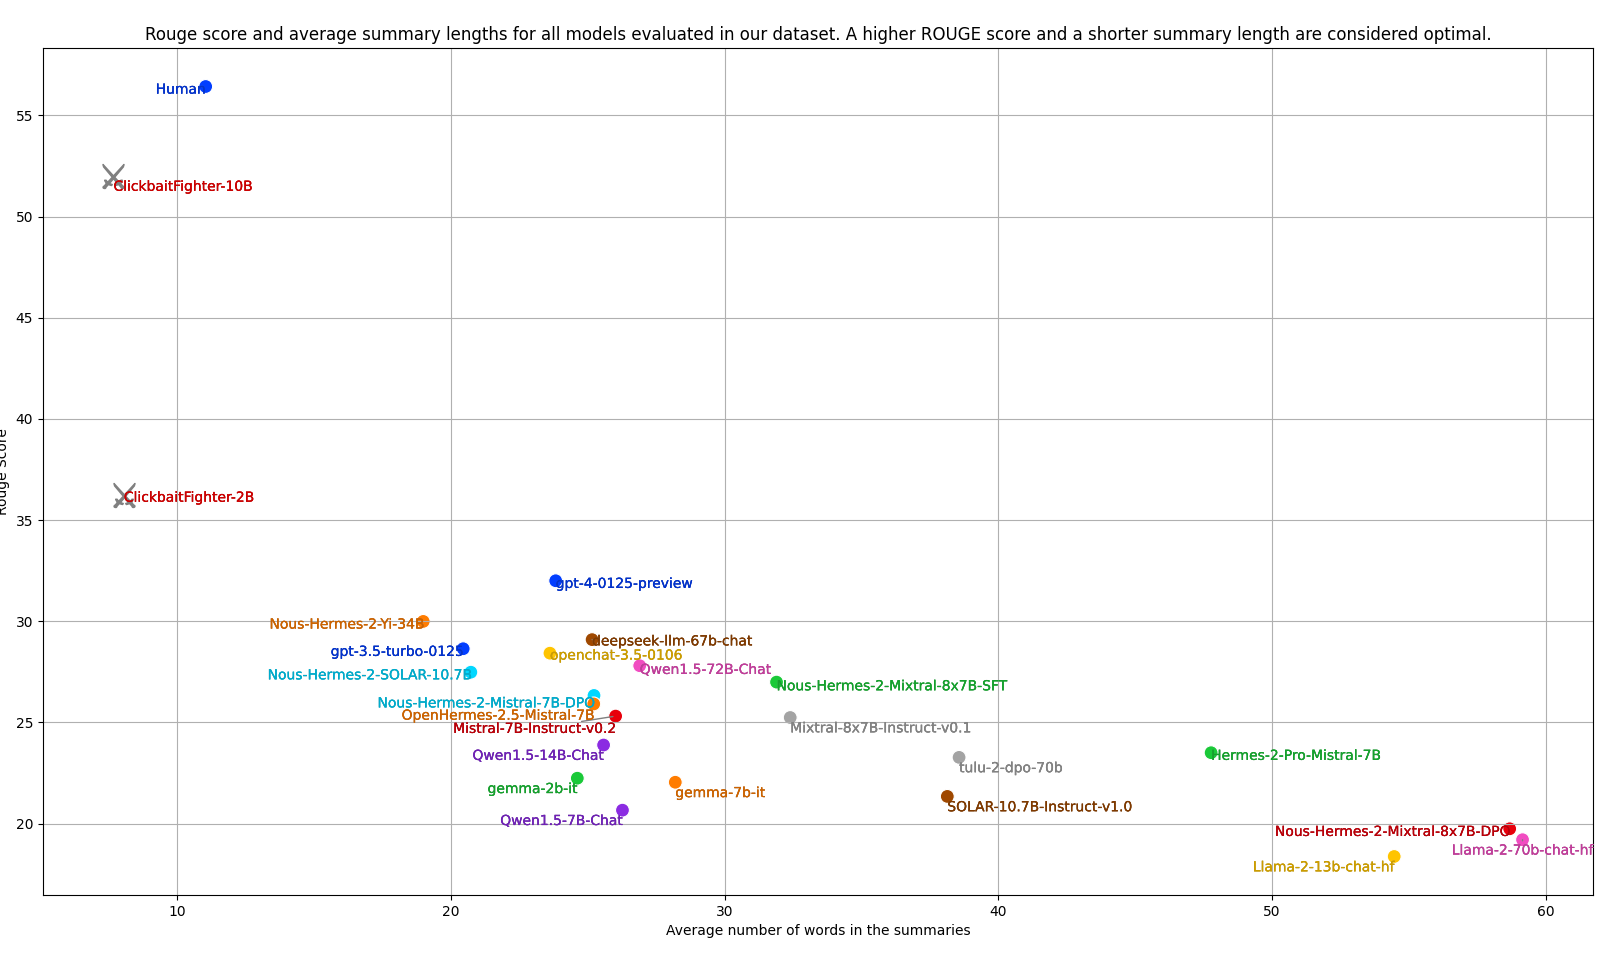 Rouge score and average summary lengths for all models evaluated in our dataset. A higher ROUGE score and a shorter summary length are considered optimal.
Human
55
ClickbaitFighter-10B
50
45
40
Rouge Score
ClickbaitFighter-2B
35
gpt-4-0125-preview
30
Nous-Hermes-2-Yi-34B
deepseek-llm-67b-chat
gpt-3.5-turbo-0125
openchat-3.5-0106
Qwen1.5-72B-Chat
Nous-Hermes-2-SOLAR-10.7B
Nous-Hermes-2-Mixtral-8x7B-SFT
Nous-Hermes-2-Mistral-7B-DPO
OpenHermes-2.5-Mistral-7B
25
Mistral-7B-Instruct-v0.2
Mixtral-8x7B-Instruct-v0.1
Qwen1.5-14B-Chat
Hermes-2-Pro-Mistral-7B
tulu-2-dpo-70b
gemma-2b-it
gemma-7b-it
SOLAR-10.7B-Instruct-v1.0
Qwen1.5-7B-Chat
20
Nous-Hermes-2-Mixtral-8x7B-DPO
Llama-2-70b-chat-hf
Llama-2-13b-chat-hf
10
20
30
40
50
60
Average number of words in the summaries